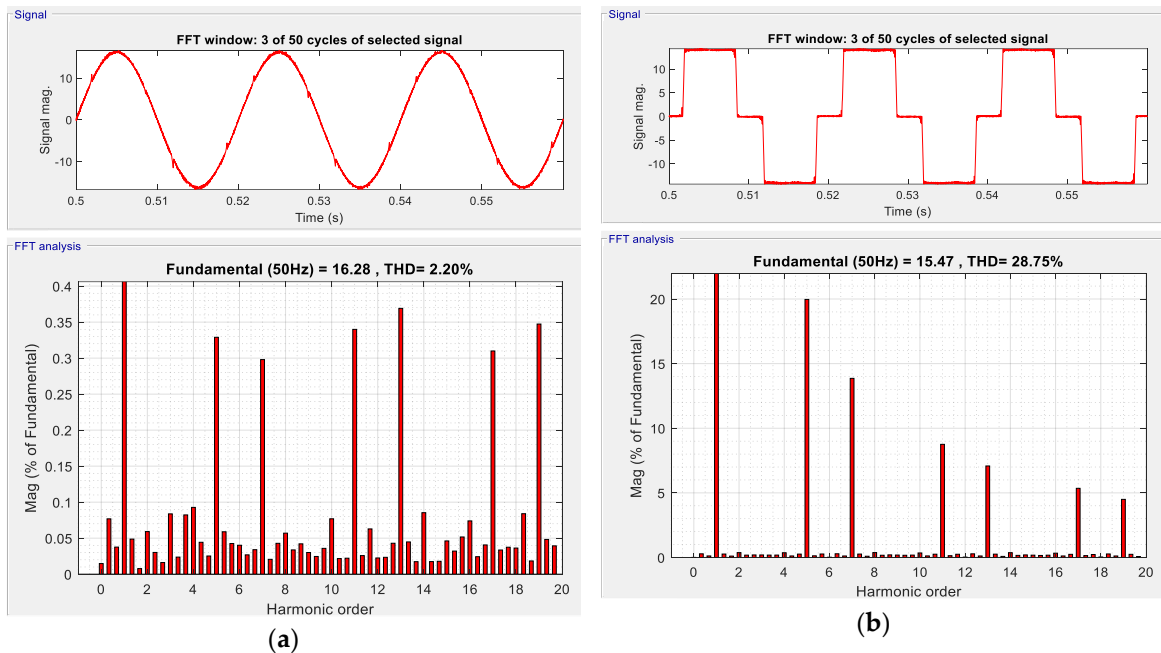 Signal
FFT window: 3 of 50 cycles of selected signal
Signal mag.
10
0
-10
0.5 0.51 0.52 0.53 0.54 0.55
Time (s)
FFT analysis
Fundamental (50Hz) = 16.28 , THD= 2.20%
Mag (% of Fundamental)
0.4
0.35
0.3
0.25
0.2
0.15
0.1
0.05
0
0 2 4 6 8 10 12 14 16 18 20
Harmonic order
(a)
Signal
FFT window: 3 of 50 cycles of selected signal
Signal mag.
10
5
0
-5
-10
0.5 0.51 0.52 0.53 0.54 0.55
Time (s)
FFT analysis
Fundamental (50Hz) = 15.47 , THD= 28.75%
Mag (% of Fundamental)
20
15
10
5
0
0 2 4 6 8 10 12 14 16 18 20
Harmonic order
(b)